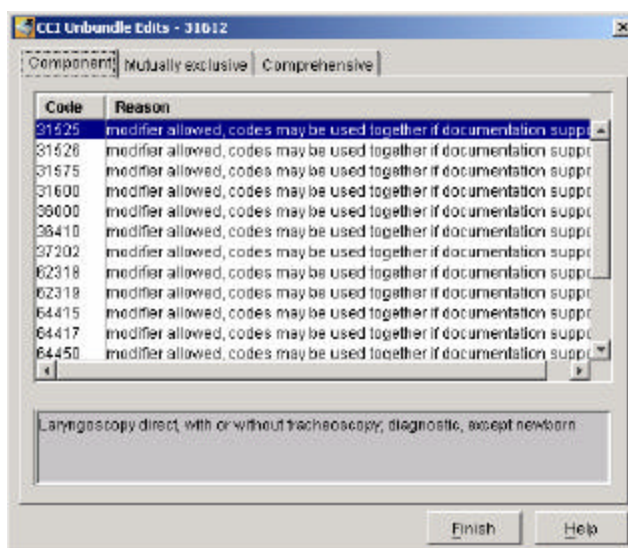 CCI Unbundle Edits - 31612
Component Mutually exclusive Comprehensive
Code Reason
31525 modifier allowed, codes may be used together if documentation suppo
31526 modifier allowed, codes may be used together if documentation suppo
31575 modifier allowed, codes may be used together if documentation suppo
31600 modifier allowed, codes may be used together if documentation suppo
36000 modifier allowed, codes may be used together if documentation suppo
36410 modifier allowed, codes may be used together if documentation suppo
37202 modifier allowed, codes may be used together if documentation suppo
62318 modifier allowed, codes may be used together if documentation suppo
62319 modifier allowed, codes may be used together if documentation suppo
64415 modifier allowed, codes may be used together if documentation suppo
64417 modifier allowed, codes may be used together if documentation suppo
64450 modifier allowed, codes may be used together if documentation suppo
Laryngoscopy direct, with or without tracheoscopy; diagnostic, except newborn
Finish Help